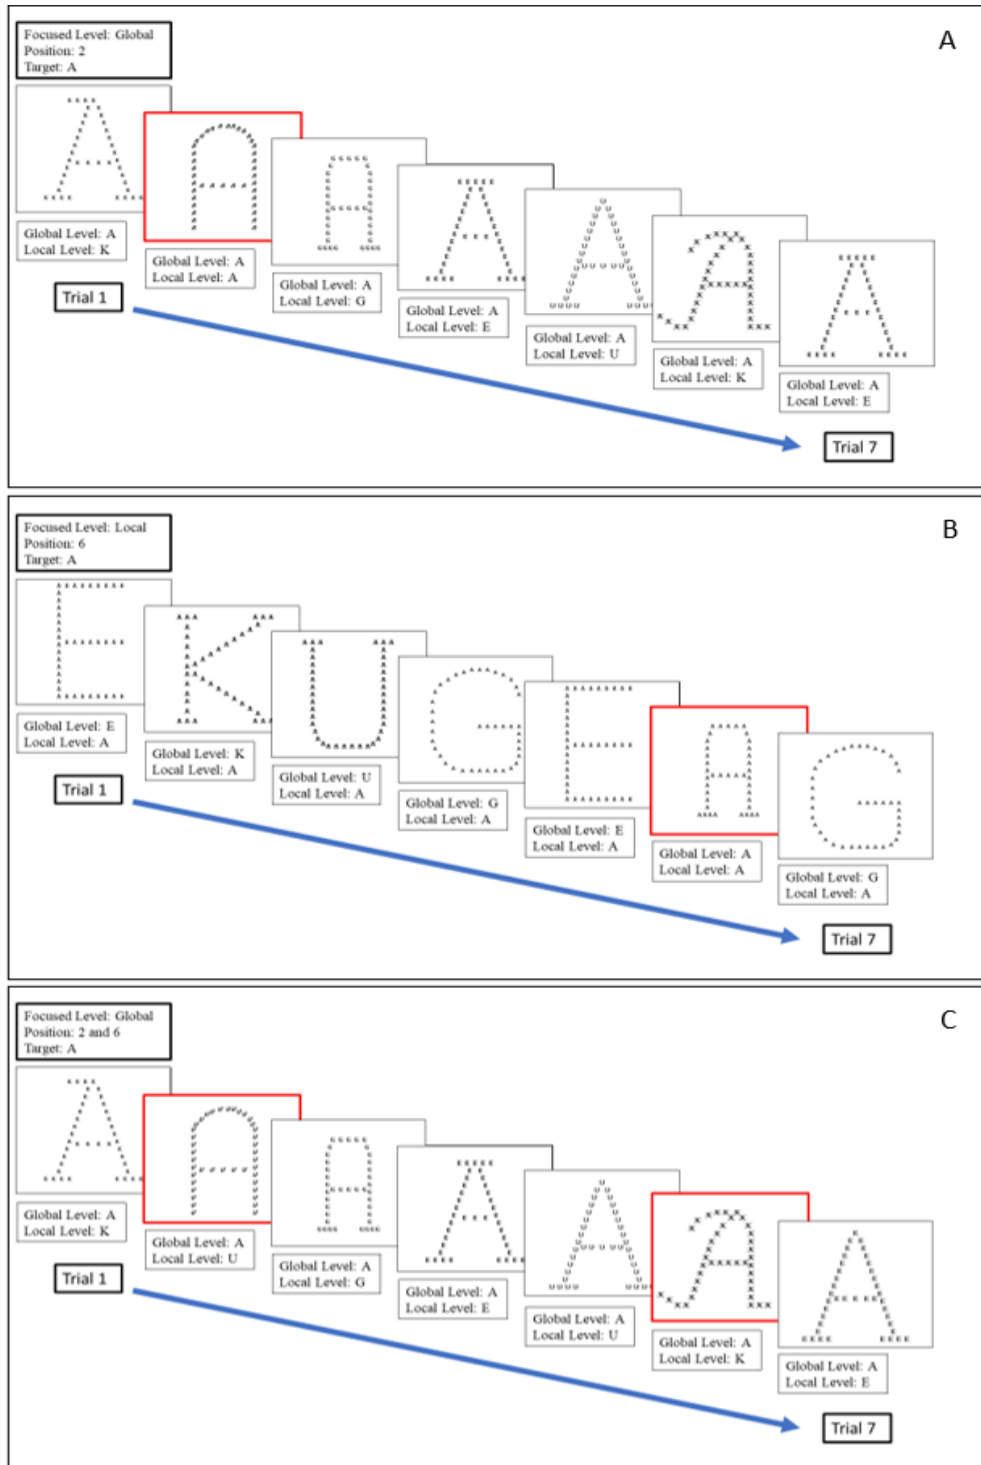 A
Focused Level: Global
Position: 2
Target: A
Global Level: A
Local Level: K
Global Level: A
Local Level: A
Global Level: A
Local Level: G
Global Level: A
Local Level: E
Global Level: A
Local Level: U
Global Level: A
Local Level: K
Global Level: A
Local Level: E
Trial 1
Trial 7
B
Focused Level: Local
Position: 6
Target: A
Global Level: E
Local Level: A
Global Level: K
Local Level: A
Global Level: U
Local Level: A
Global Level: G
Local Level: A
Global Level: E
Local Level: A
Global Level: A
Local Level: A
Global Level: G
Local Level: A
Trial 1
Trial 7
C
Focused Level: Global
Position: 2 and 6
Target: A
Global Level: A
Local Level: K
Global Level: A
Local Level: U
Global Level: A
Local Level: G
Global Level: A
Local Level: E
Global Level: A
Local Level: U
Global Level: A
Local Level: K
Global Level: A
Local Level: E
Trial 1
Trial 7